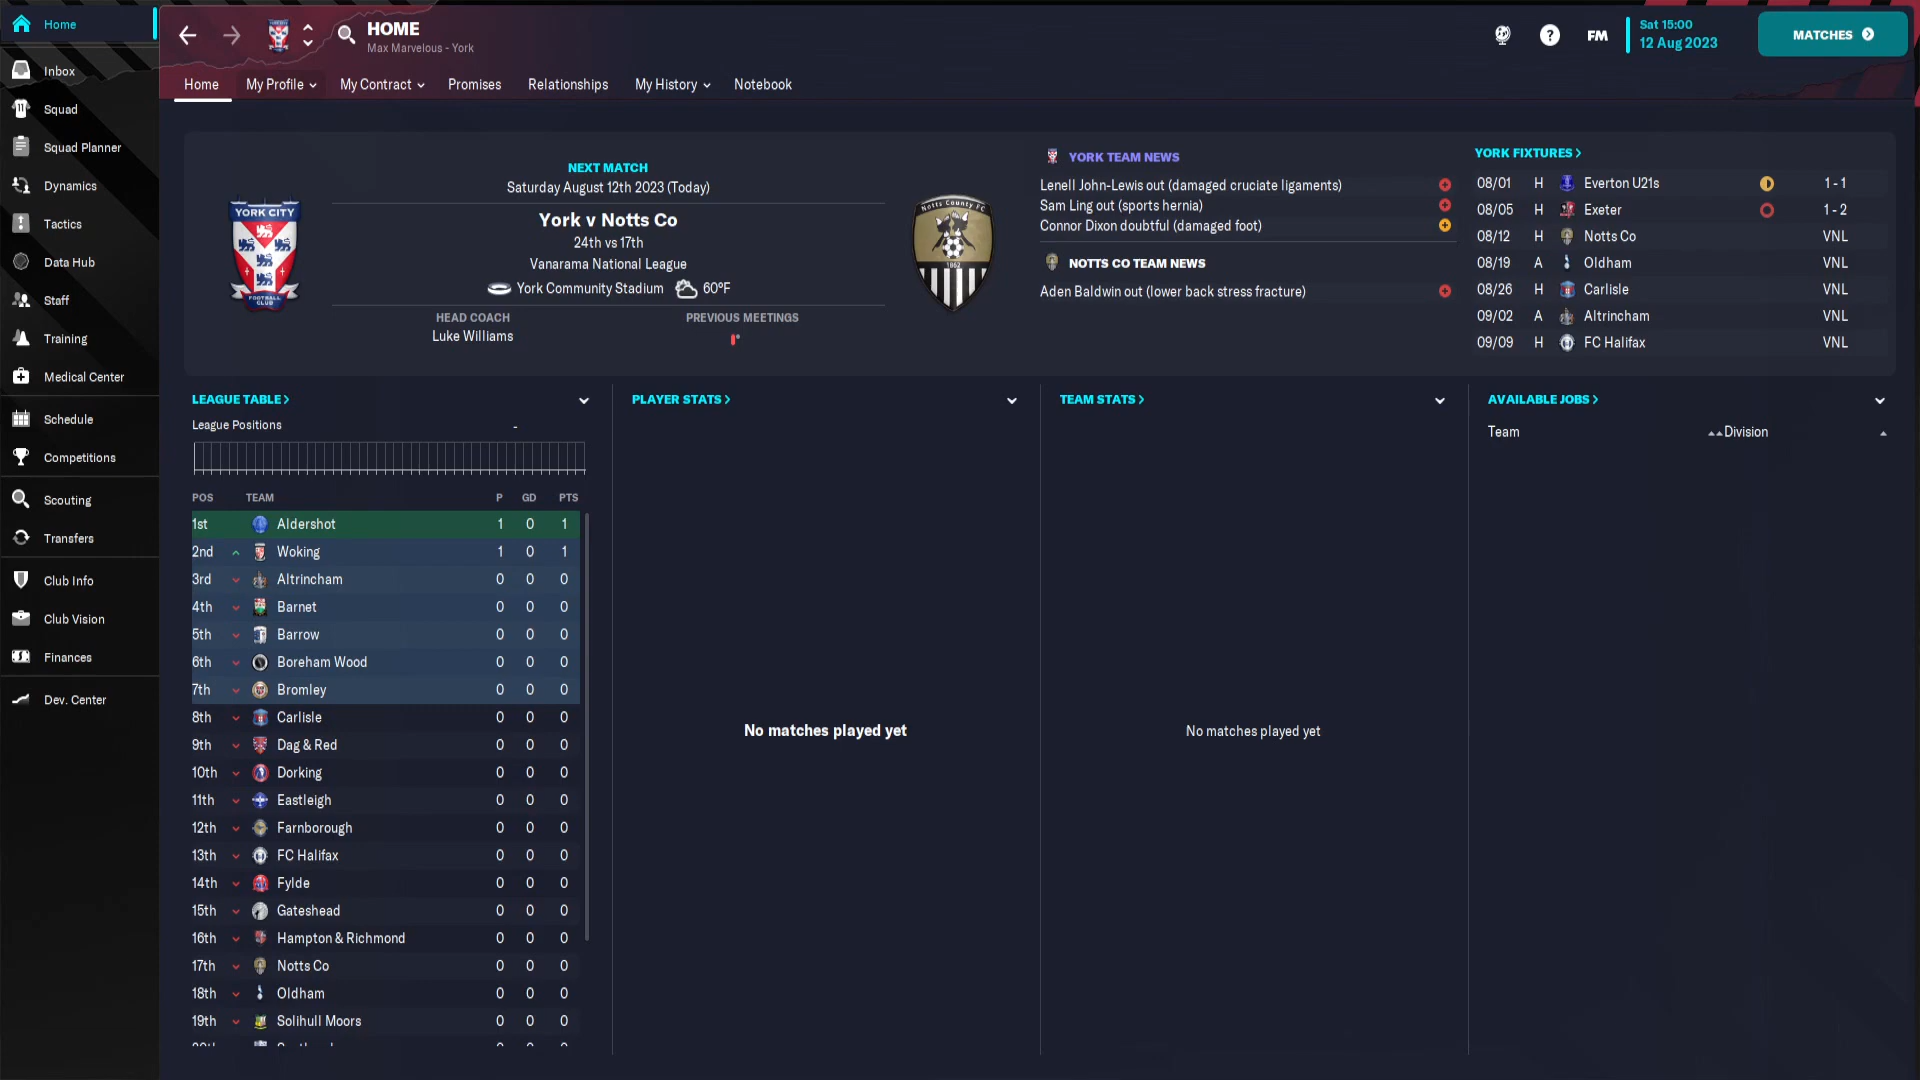 Home
Inbox
Squad
Squad Planner
Dynamics
Tactics
Data Hub
Staff
Training
Medical Center
Schedule
Competitions
Scouting
Transfers
Club Info
Club Vision
Finances
Dev. Center
HOME
Max Marvelous - York
FM
Sat 15:00
12 Aug 2023
MATCHES
Home My Profile My Contract Promises Relationships My History Notebook
NEXT MATCH
Saturday August 12th 2023 (Today)
York v Notts Co
24th vs 17th
Vanarama National League
York Community Stadium 60°F
HEAD COACH
Luke Williams
PREVIOUS MEETINGS
YORK CITY
FOOTBALL CLUB
Notts County FC
1862
YORK TEAM NEWS
Lenell John-Lewis out (damaged cruciate ligaments)
Sam Ling out (sports hernia)
Connor Dixon doubtful (damaged foot)
NOTTS CO TEAM NEWS
Aden Baldwin out (lower back stress fracture)
YORK FIXTURES >
08/01 H Everton U21s 1 - 1
08/05 H Exeter 1 - 2
08/12 H Notts Co VNL
08/19 A Oldham VNL
08/26 H Carlisle VNL
09/02 A Altrincham VNL
09/09 H FC Halifax VNL
LEAGUE TABLE >
League Positions -
POS TEAM P GD PTS
1st Aldershot 1 0 1
2nd Woking 1 0 1
3rd Altrincham 0 0 0
4th Barnet 0 0 0
5th Barrow 0 0 0
6th Boreham Wood 0 0 0
7th Bromley 0 0 0
8th Carlisle 0 0 0
9th Dag & Red 0 0 0
10th Dorking 0 0 0
11th Eastleigh 0 0 0
12th Farnborough 0 0 0
13th FC Halifax 0 0 0
14th Fylde 0 0 0
15th Gateshead 0 0 0
16th Hampton & Richmond 0 0 0
17th Notts Co 0 0 0
18th Oldham 0 0 0
19th Solihull Moors 0 0 0
PLAYER STATS >
No matches played yet
TEAM STATS >
No matches played yet
AVAILABLE JOBS >
Team Division